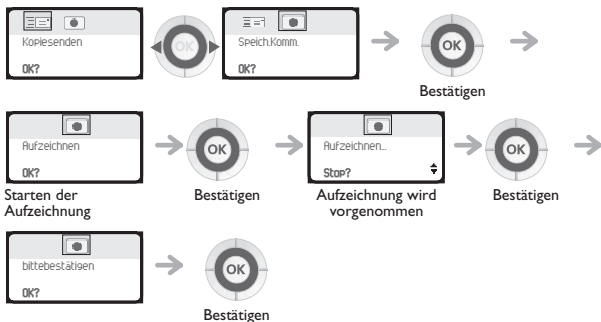 Kopiesenden
OK?
OK
Speich.Komm.
OK?
OK
Bestätigen
Aufzeichnen
OK?
Starten der
Aufzeichnung
OK
Bestätigen
Aufzeichnen...
Stop?
Aufzeichnung wird
vorgenommen
OK
Bestätigen
bittebestätigen
OK?
OK
Bestätigen